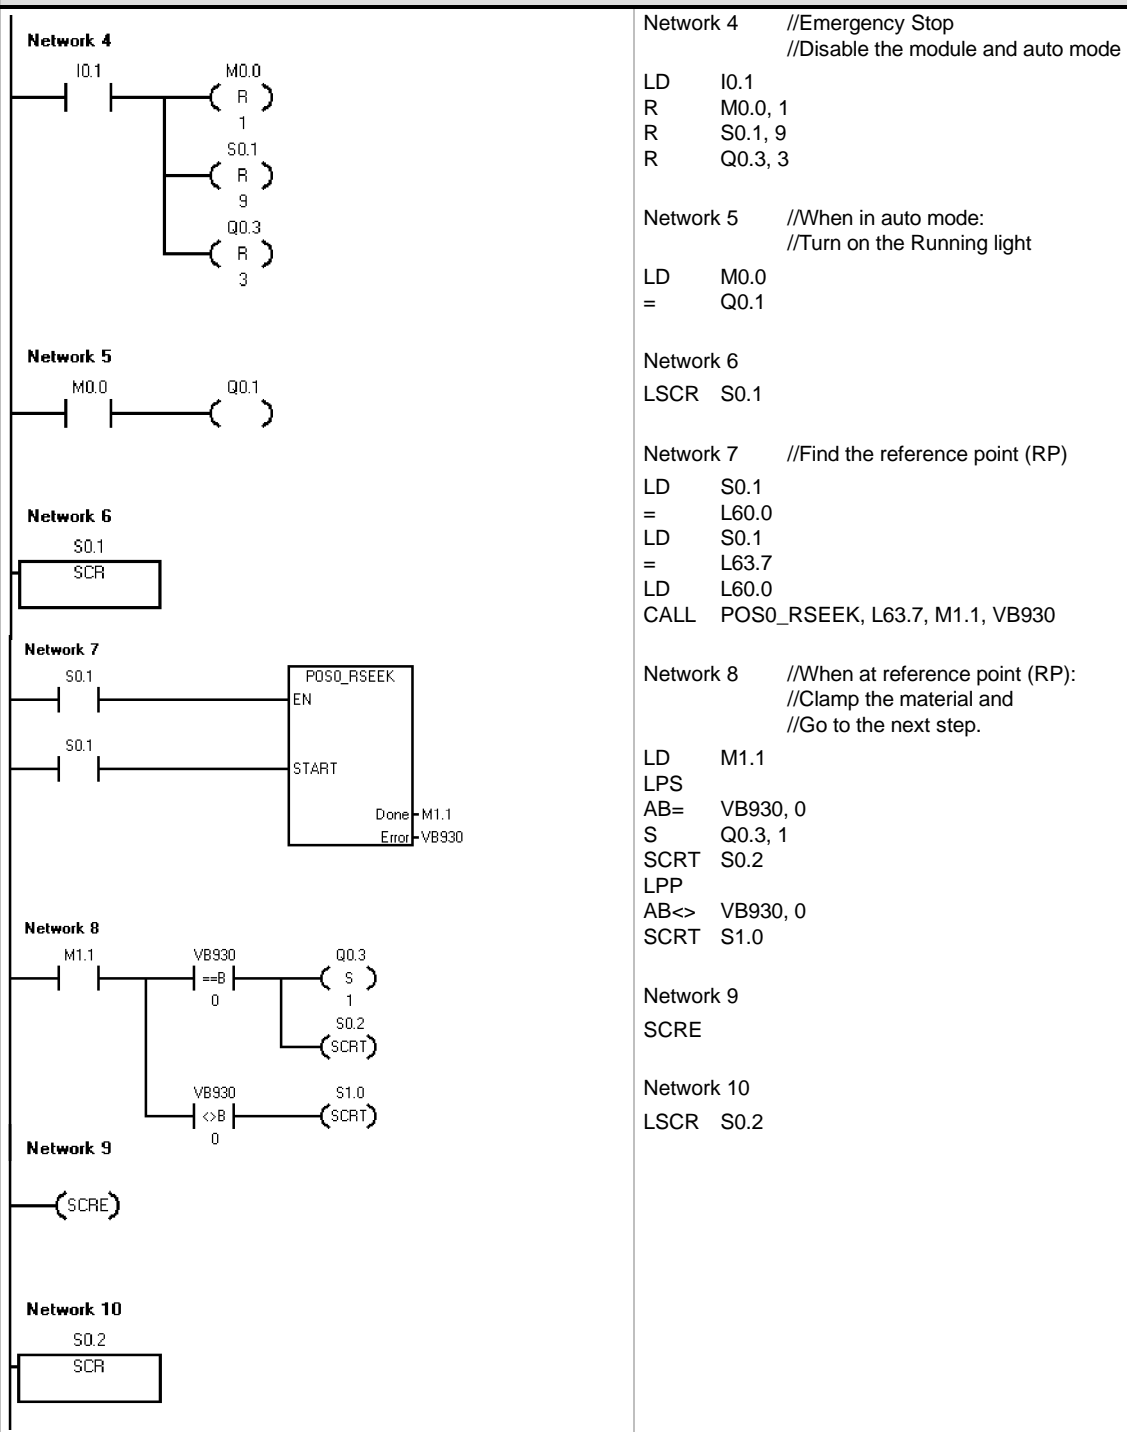 Network 4
I0.1
M0.0
R
1
S0.1
R
9
Q0.3
R
3
Network 5
M0.0
Q0.1
Network 6
S0.1
SCR
Network 7
S0.1
POS0_RSEEK
EN
S0.1
START
Done
M1.1
Error
VB930
Network 8
M1.1
VB930
==B
0
Q0.3
S
1
S0.2
SCRT
VB930
<>B
0
S1.0
SCRT
Network 9
SCRE
Network 10
S0.2
SCR
Network 4 //Emergency Stop
//Disable the module and auto mode
LD I0.1
R M0.0, 1
R S0.1, 9
R Q0.3, 3
Network 5 //When in auto mode:
//Turn on the Running light
LD M0.0
= Q0.1
Network 6
LSCR S0.1
Network 7 //Find the reference point (RP)
LD S0.1
= L60.0
LD S0.1
= L63.7
LD L60.0
CALL POS0_RSEEK, L63.7, M1.1, VB930
Network 8 //When at reference point (RP):
//Clamp the material and
//Go to the next step.
LD M1.1
LPS
AB= VB930, 0
S Q0.3, 1
SCRT S0.2
LPP
AB<> VB930, 0
SCRT S1.0
Network 9
SCRE
Network 10
LSCR S0.2